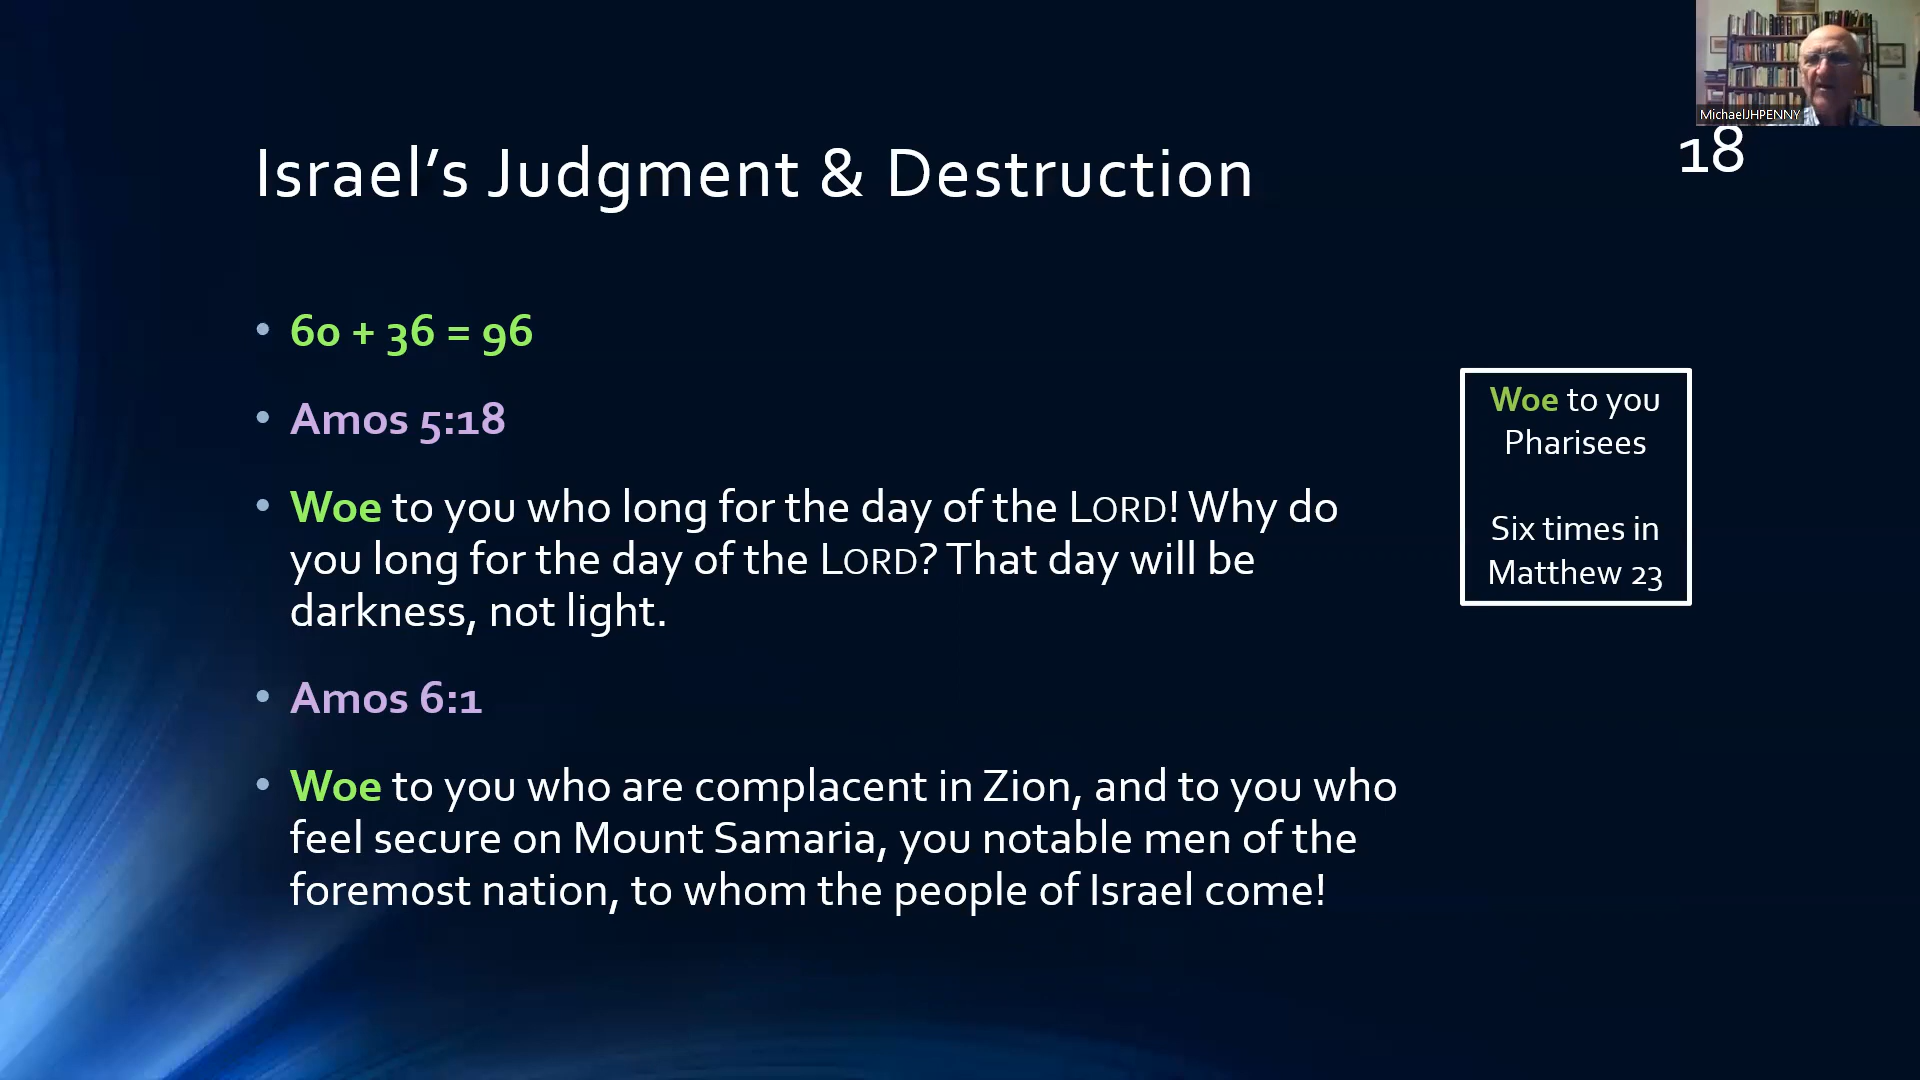 MichaelJHPENNY
18
Israel’s Judgment & Destruction
• 60 + 36 = 96
• Amos 5:18
• Woe to you who long for the day of the LORD! Why do
you long for the day of the LORD? That day will be
darkness, not light.
• Amos 6:1
• Woe to you who are complacent in Zion, and to you who
feel secure on Mount Samaria, you notable men of the
foremost nation, to whom the people of Israel come!
Woe to you
Pharisees
Six times in
Matthew 23